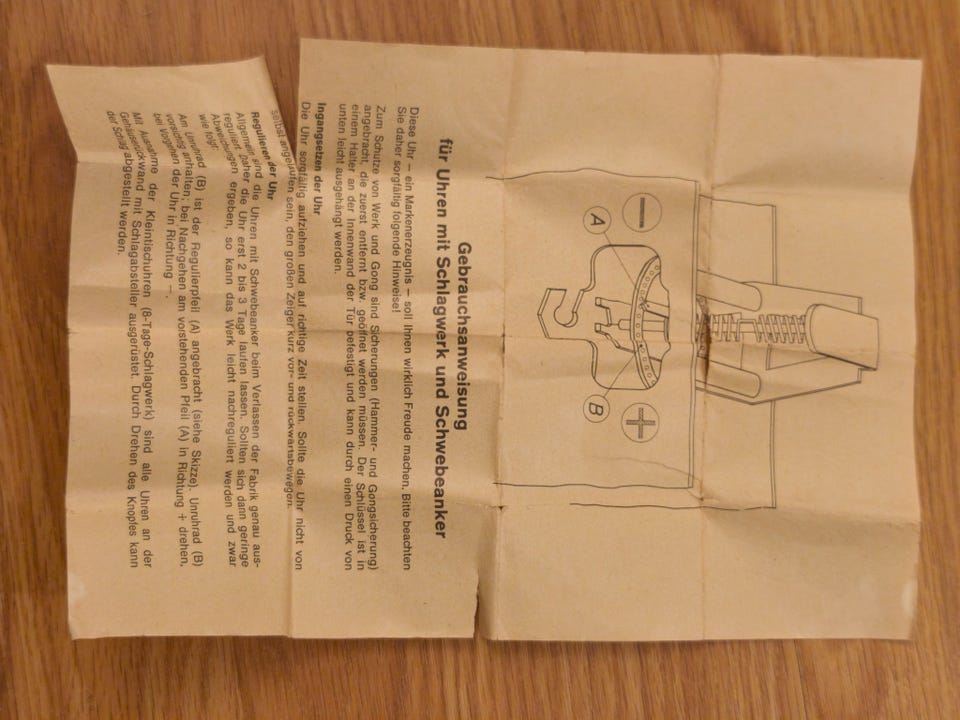 −
A
B
+
Gebrauchsanweisung
für Uhren mit Schlagwerk und Schwebeanker
Diese Uhr – ein Markenerzeugnis – soll Ihnen wirklich Freude machen. Bitte beachten
Sie daher sorgfältig folgende Hinweise!
Zum Schutze von Werk und Gong sind Sicherungen (Hammer- und Gongsicherung)
angebracht, die zuerst entfernt bzw. geöffnet werden müssen. Der Schlüssel ist in
einem Halter an der Innenwand der Tür befestigt und kann durch einen Druck von
unten leicht ausgehängt werden.
Ingangsetzen der Uhr
Die Uhr sorgfältig aufziehen und auf richtige Zeit stellen. Sollte die Uhr nicht von
selbst angelaufen sein, den großen Zeiger kurz vor- und rückwärtsbewegen.
Regulieren der Uhr
Allgemein sind die Uhren mit Schwebeanker beim Verlassen der Fabrik genau aus-
reguliert, daher die Uhr erst 2 bis 3 Tage laufen lassen. Sollten sich dann geringe
Abweichungen ergeben, so kann das Werk leicht nachreguliert werden und zwar
wie folgt:
Am Unruhrad (B) ist der Regulierpfeil (A) angebracht (siehe Skizze). Unruhrad (B)
vorsichtig anhalten; bei Nachgehen am vorstehenden Pfeil (A) in Richtung + drehen,
bei Vorgehen der Uhr in Richtung −.
Mit Ausnahme der Kleintischuhren (8-Tage-Schlagwerk) sind alle Uhren an der
Gehäuserückwand mit Schlagabsteller ausgerüstet. Durch Drehen des Knopfes kann
der Schlag abgestellt werden.